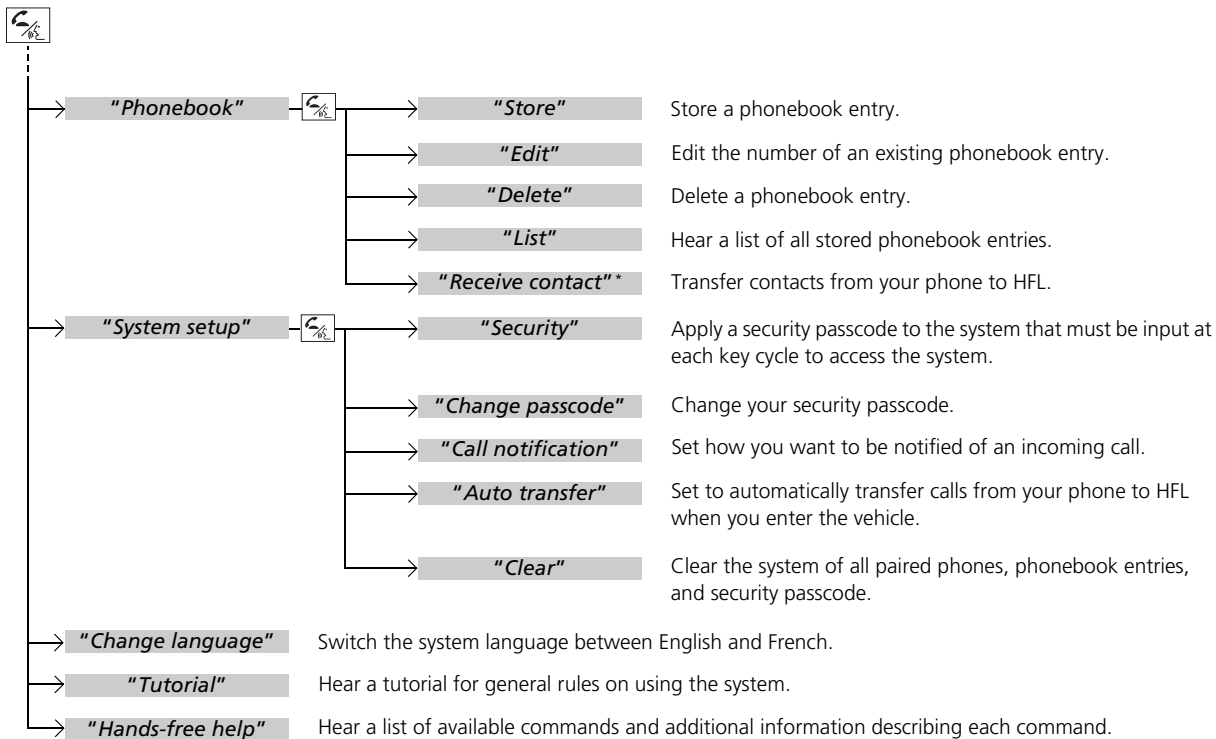 "Phonebook"
"Store"
Store a phonebook entry.
"Edit"
Edit the number of an existing phonebook entry.
"Delete"
Delete a phonebook entry.
"List"
Hear a list of all stored phonebook entries.
"Receive contact"*
Transfer contacts from your phone to HFL.
"System setup"
"Security"
Apply a security passcode to the system that must be input at
each key cycle to access the system.
"Change passcode"
Change your security passcode.
"Call notification"
Set how you want to be notified of an incoming call.
"Auto transfer"
Set to automatically transfer calls from your phone to HFL
when you enter the vehicle.
"Clear"
Clear the system of all paired phones, phonebook entries,
and security passcode.
"Change language"
Switch the system language between English and French.
"Tutorial"
Hear a tutorial for general rules on using the system.
"Hands-free help"
Hear a list of available commands and additional information describing each command.